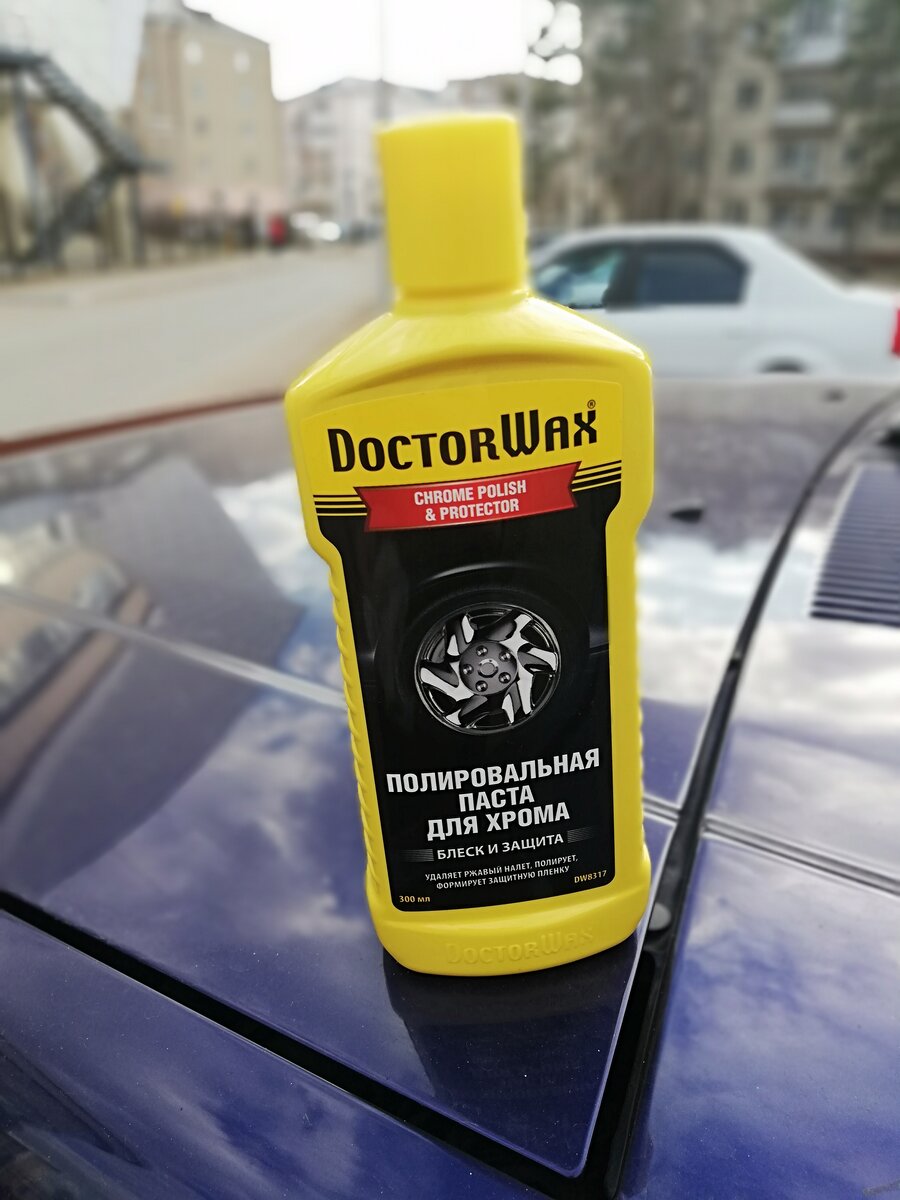 DOCTORWAX®
CHROME POLISH
& PROTECTOR
ПОЛИРОВАЛЬНАЯ
ПАСТА
ДЛЯ ХРОМА
БЛЕСК И ЗАЩИТА
УДАЛЯЕТ РЖАВЫЙ НАЛЕТ, ПОЛИРУЕТ,
ФОРМИРУЕТ ЗАЩИТНУЮ ПЛЕНКУ
300 мл
DW8317
DOCTORWAX